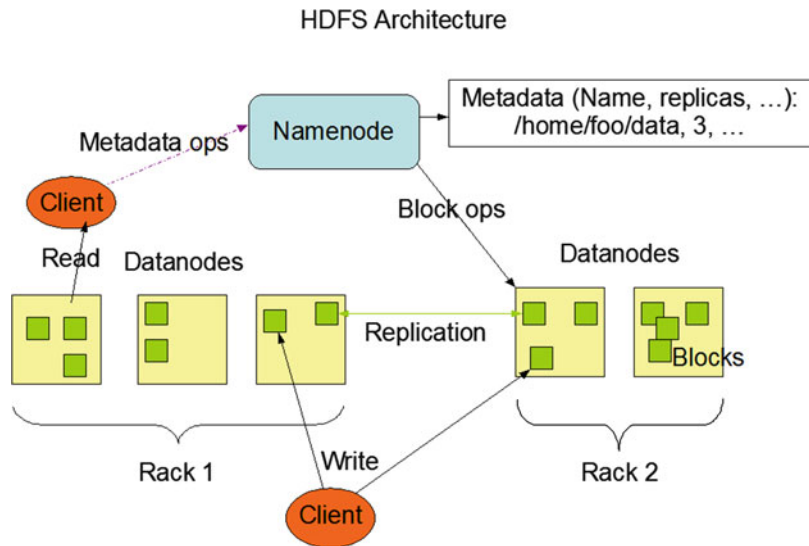 HDFS Architecture
Metadata (Name, replicas, …):
/home/foo/data, 3, …
Namenode
Metadata ops
Client
Block ops
Read
Datanodes
Datanodes
Replication
Blocks
Rack 1
Write
Rack 2
Client